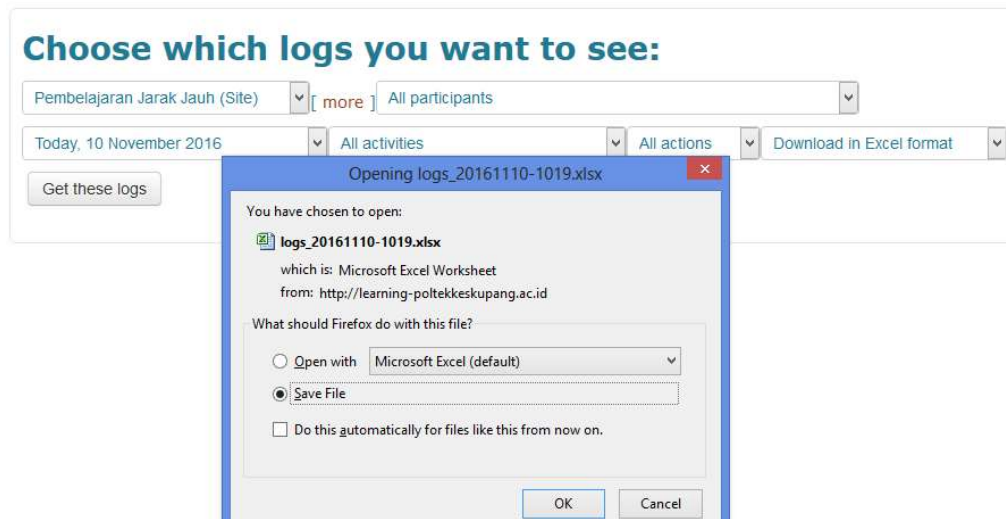 Choose which logs you want to see:
Pembelajaran Jarak Jauh (Site) [ more ] All participants
Today, 10 November 2016 All activities All actions Download in Excel format
Get these logs
Opening logs_20161110-1019.xlsx
You have chosen to open:
logs_20161110-1019.xlsx
which is: Microsoft Excel Worksheet
from: http://learning-poltekkeskupang.ac.id
What should Firefox do with this file?
Open with Microsoft Excel (default)
Save File
Do this automatically for files like this from now on.
OK Cancel